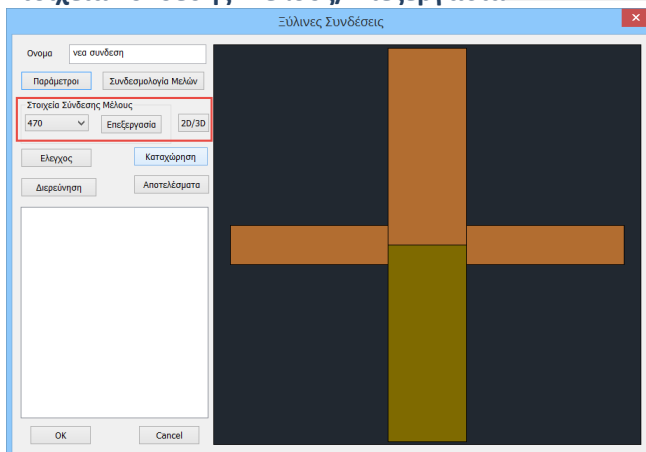 Ξύλινες Συνδέσεις
Ονομα νεα συνδεση
Παράμετροι Συνδεσμολογία Μελών
Στοιχεία Σύνδεσης Μέλους
470 Επεξεργασία 2D/3D
Ελεγχος Καταχώρηση
Διερεύνηση Αποτελέσματα
OK Cancel